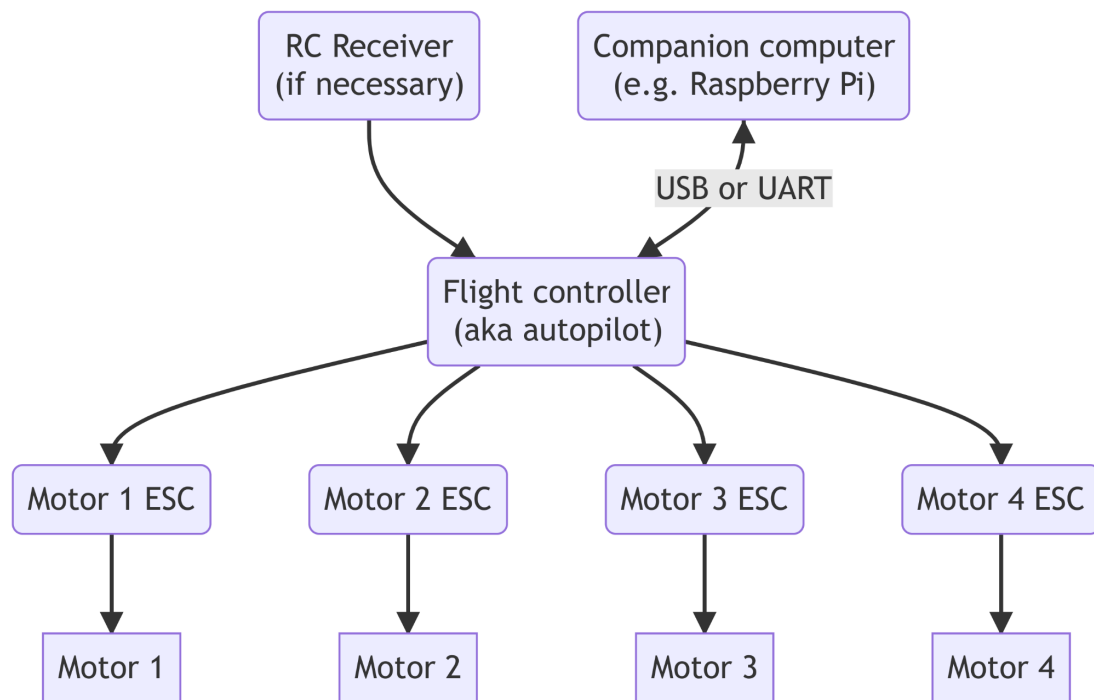 RC Receiver
(if necessary)
Companion computer
(e.g. Raspberry Pi)
USB or UART
Flight controller
(aka autopilot)
Motor 1 ESC
Motor 2 ESC
Motor 3 ESC
Motor 4 ESC
Motor 1
Motor 2
Motor 3
Motor 4